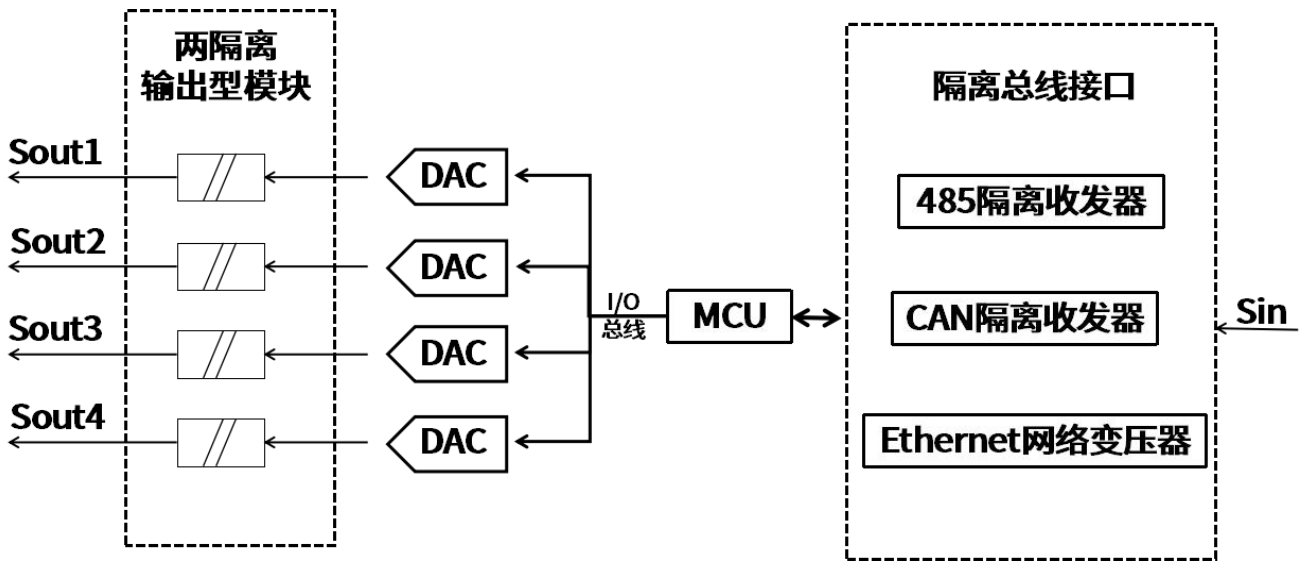 两隔离
输出型模块
Sout1
Sout2
Sout3
Sout4
DAC
DAC
DAC
DAC
I/O
总线
MCU
隔离总线接口
485隔离收发器
CAN隔离收发器
Ethernet网络变压器
Sin